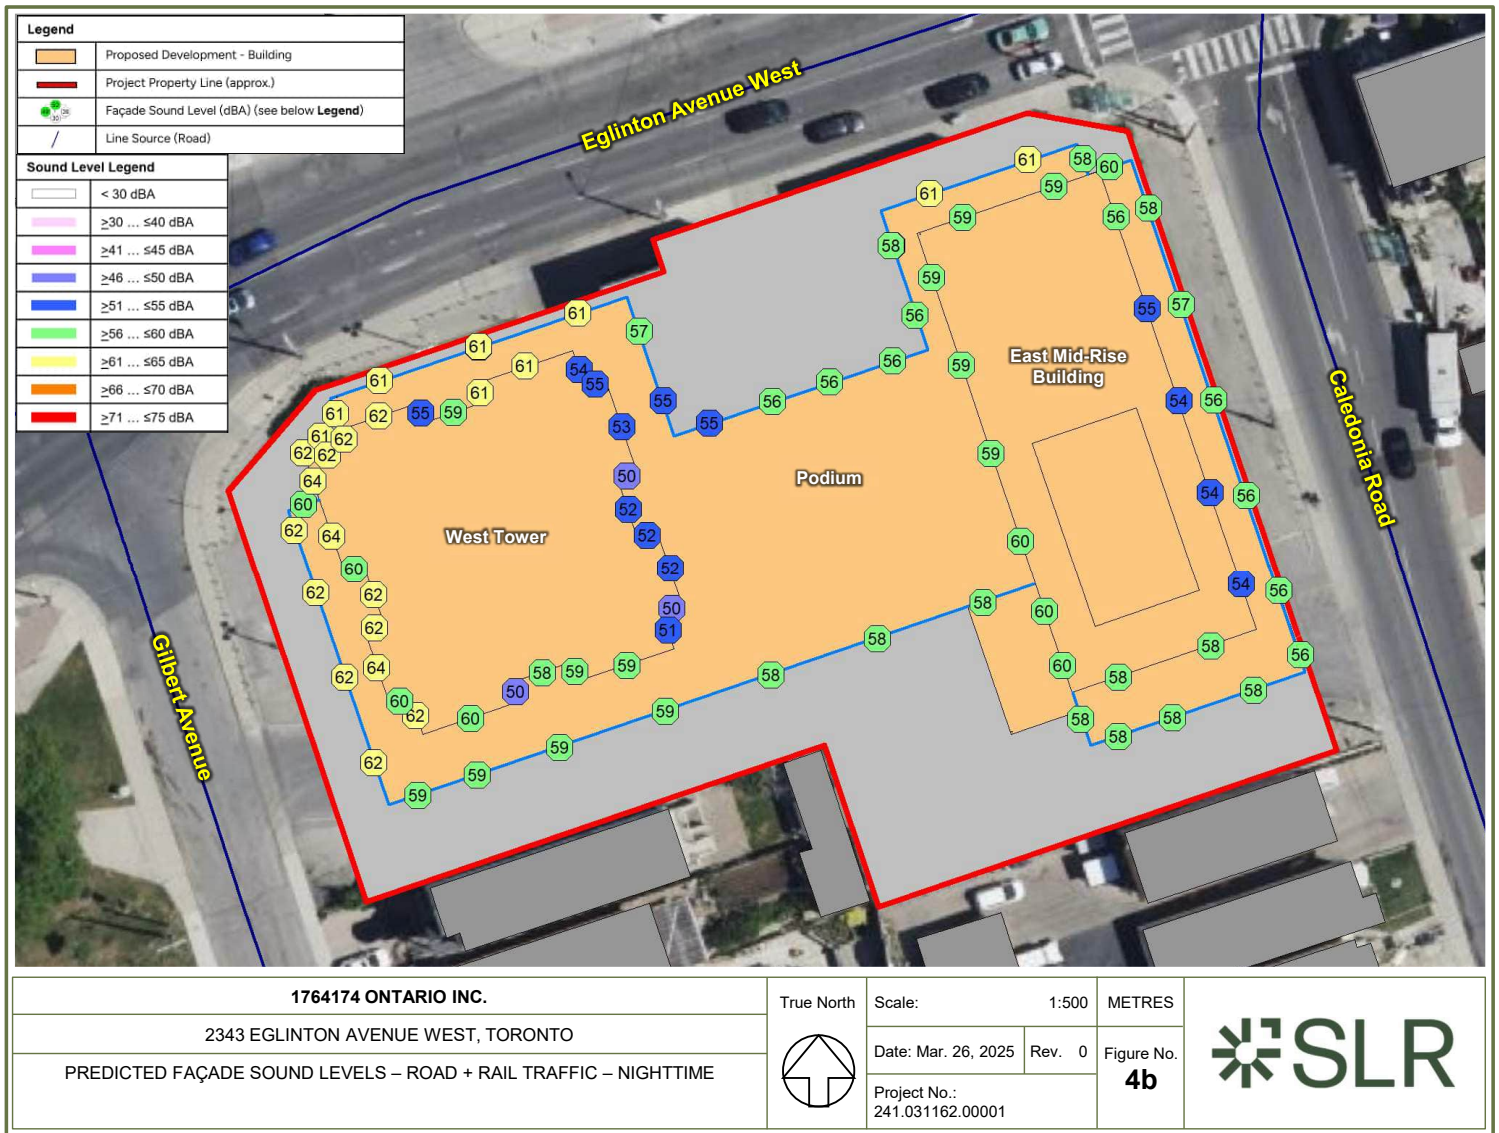 Legend
Proposed Development - Building
Project Property Line (approx.)
Façade Sound Level (dBA) (see below Legend)
Line Source (Road)
Sound Level Legend
< 30 dBA
≥30 ... ≤40 dBA
≥41 ... ≤45 dBA
≥46 ... ≤50 dBA
≥51 ... ≤55 dBA
≥56 ... ≤60 dBA
≥61 ... ≤65 dBA
≥66 ... ≤70 dBA
≥71 ... ≤75 dBA
Eglinton Avenue West
Caledonia Road
Gilbert Avenue
61 58 60
61 59 59 56 58
58 59 55 57
56 59 54 56
56 56 56 55 55 57
East Mid-Rise
Building
61 61 61
61 61 54 55
61 62 55 59 53
61 62 62 62 50
64 60 62 64 52 52
60 62 62 52
62 62 50 51
62 64 58 59 59
60 62 60 50
62 59 59 59 59 58 58 58
59 60 60 60
54 56 54 56
58 58 56
58 58 58 58
West Tower
Podium
1764174 ONTARIO INC.
2343 EGLINTON AVENUE WEST, TORONTO
PREDICTED FAÇADE SOUND LEVELS – ROAD + RAIL TRAFFIC – NIGHTTIME
True North
Scale: 1:500
METRES
Date: Mar. 26, 2025
Rev. 0
Project No.:
241.031162.00001
Figure No.
4b
SLR